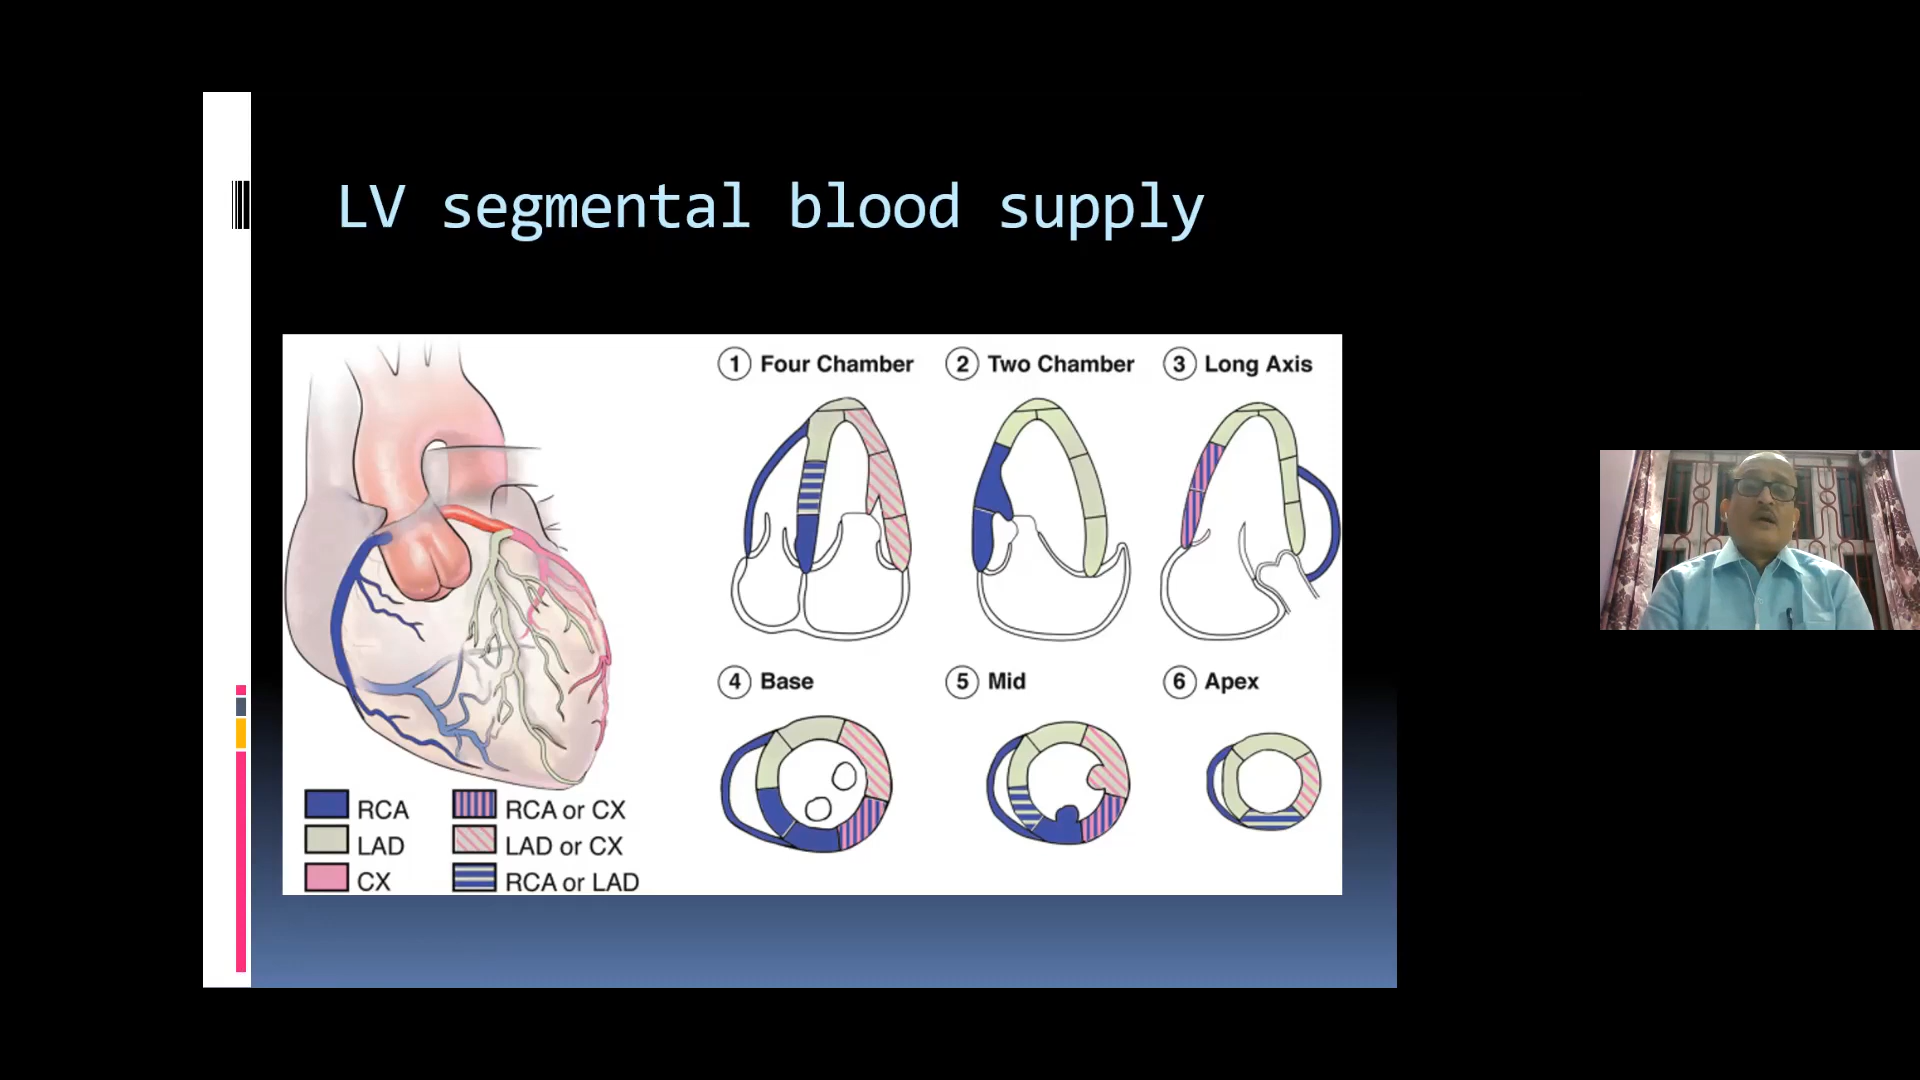 LV segmental blood supply
1 Four Chamber
2 Two Chamber
3 Long Axis
4 Base
5 Mid
6 Apex
RCA
LAD
CX
RCA or CX
LAD or CX
RCA or LAD